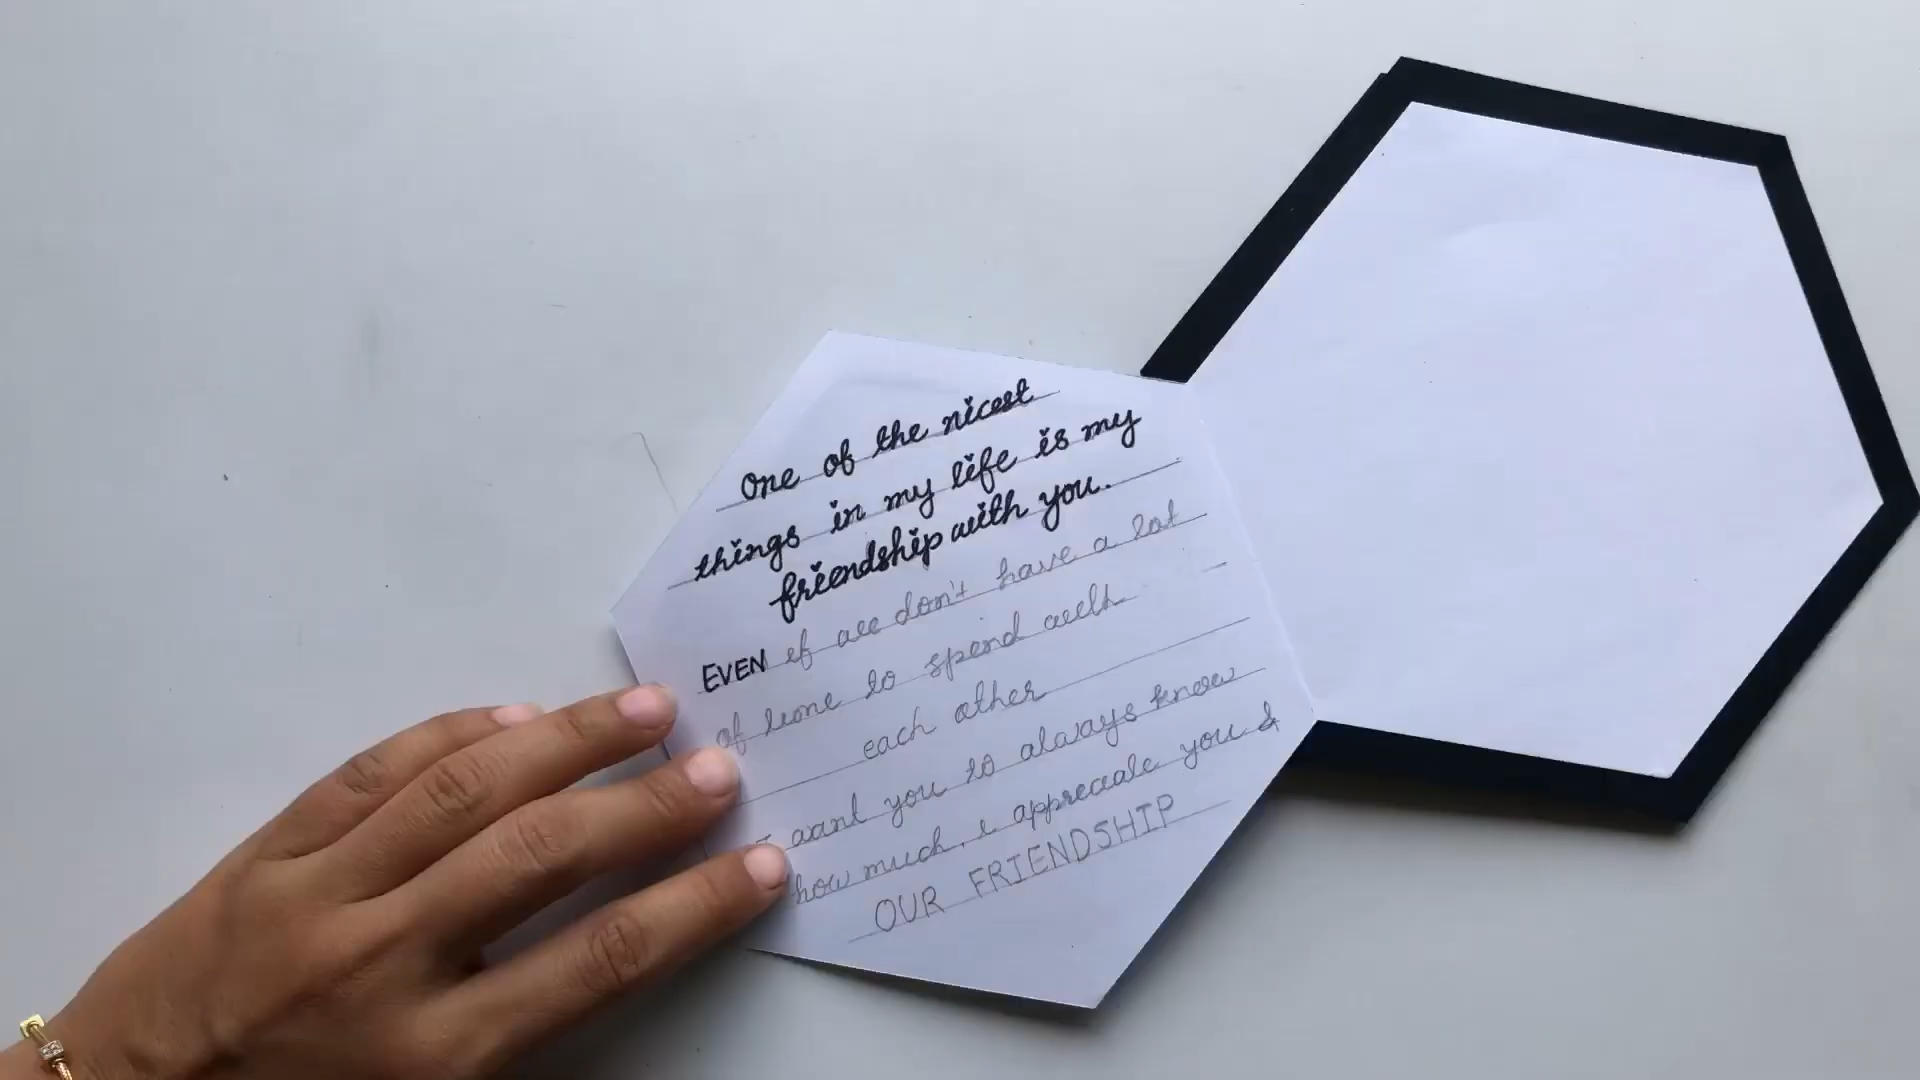 One of the nicest
things in my life is my
friendship with you.
EVEN if we don't have a lot
of time to spend with
each other
I want you to always know
how much, i appreciate you &
OUR FRIENDSHIP